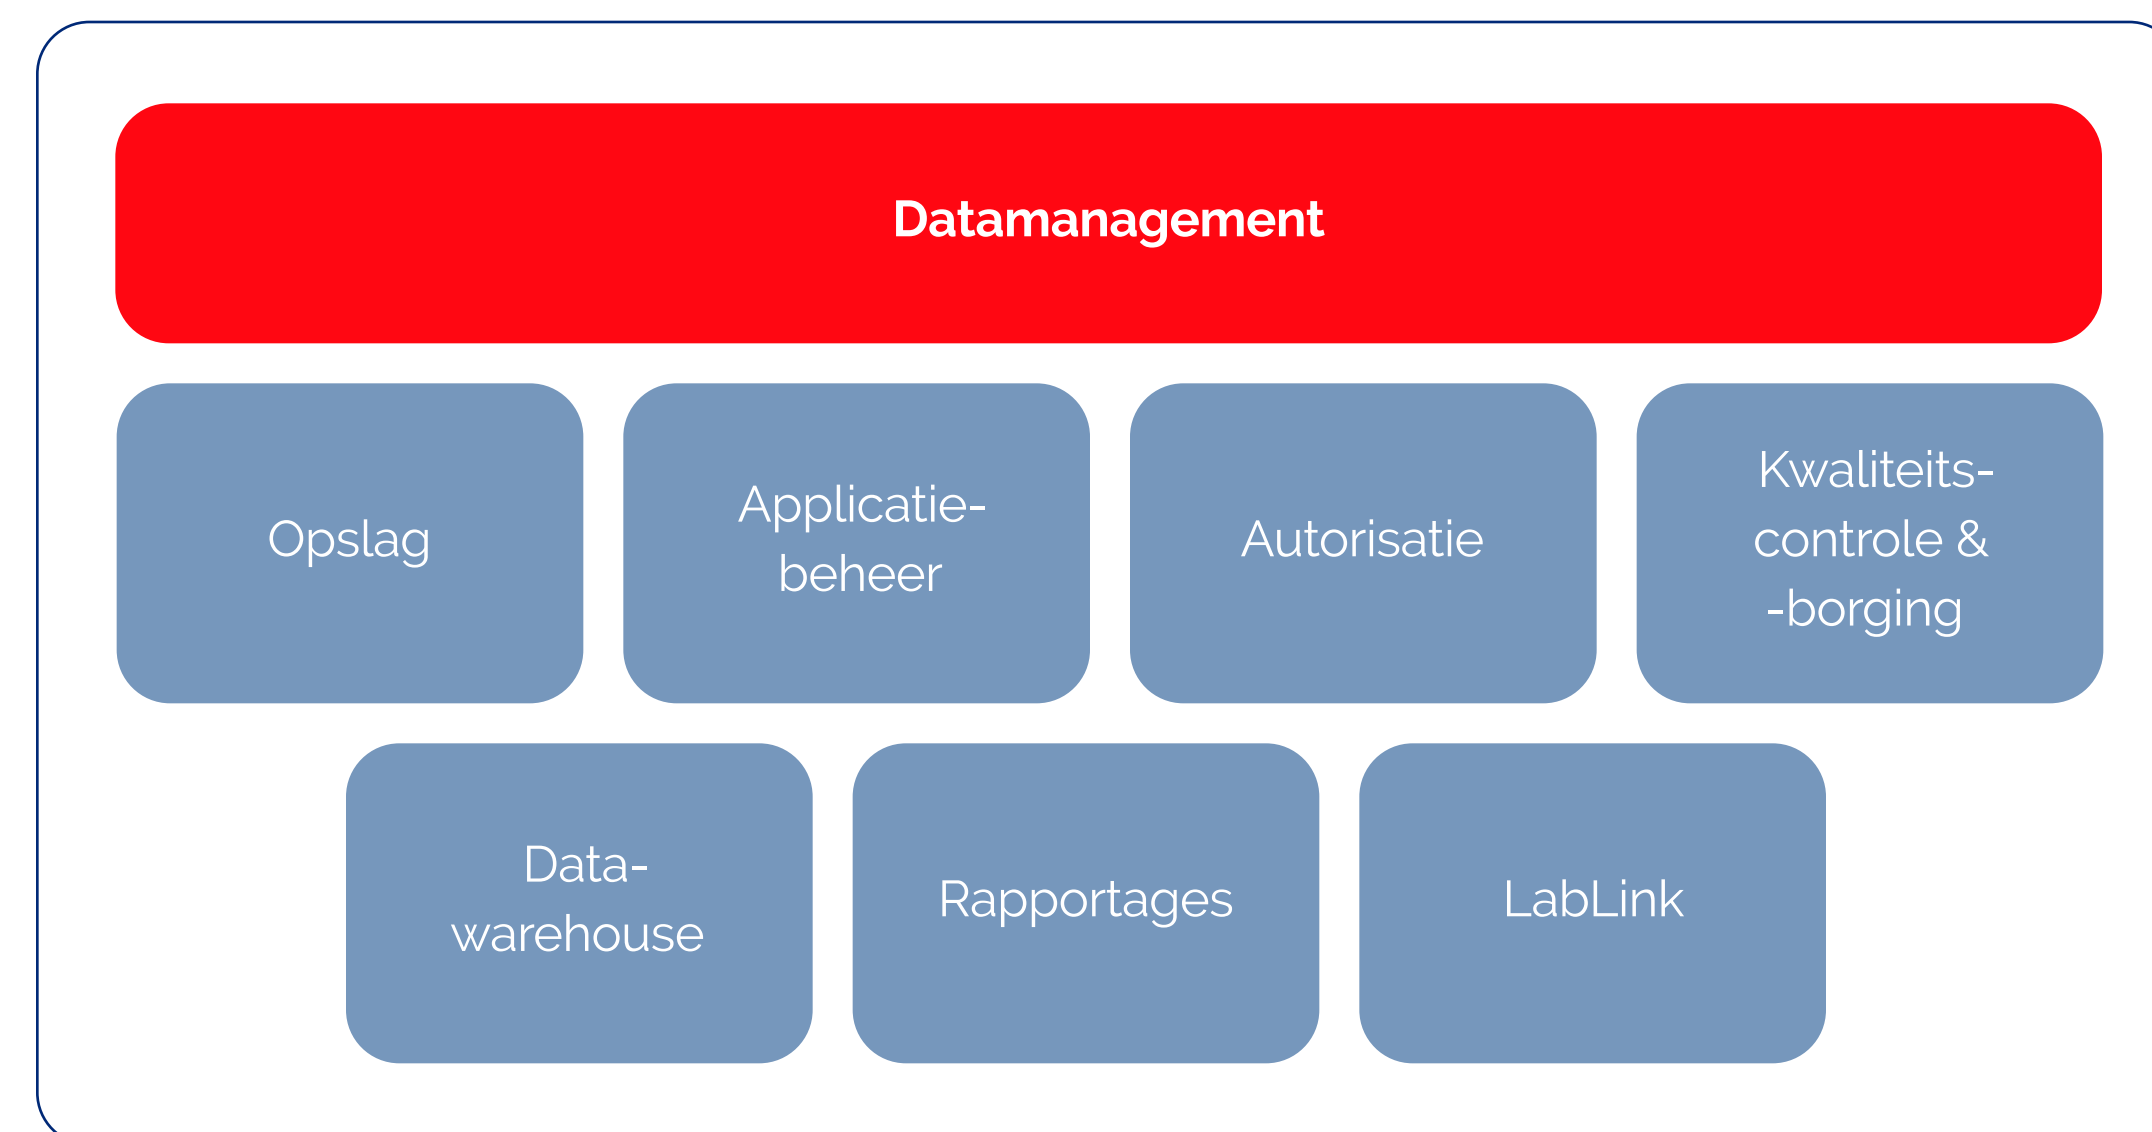 Datamanagement
Opslag
Applicatie-
beheer
Autorisatie
Kwaliteits-
controle &
-borging
Data-
warehouse
Rapportages
LabLink